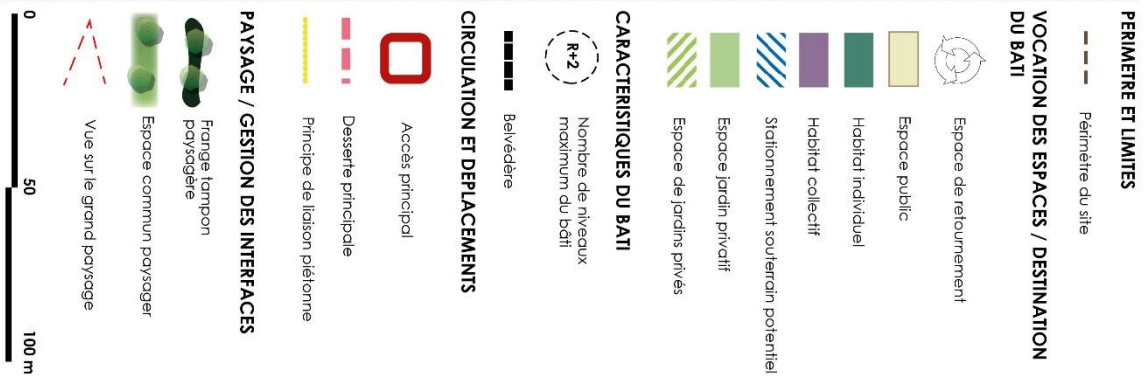 PERIMETRE ET LIMITES
Périmètre du site
VOCATION DES ESPACES / DESTINATION
DU BATI
Espace de retournement
Espace public
Habitat individuel
Habitat collectif
Stationnement souterrain potentiel
Espace jardin privatif
Espace de jardins privés
CARACTERISTIQUES DU BATI
R+2
Nombre de niveaux
maximum du bâti
Belvédère
CIRCULATION ET DEPLACEMENTS
Accès principal
Desserte principale
Principe de liaison piétonne
PAYSAGE / GESTION DES INTERFACES
Frange tampon
paysagère
Espace commun paysager
Vue sur le grand paysage
0
50
100 m